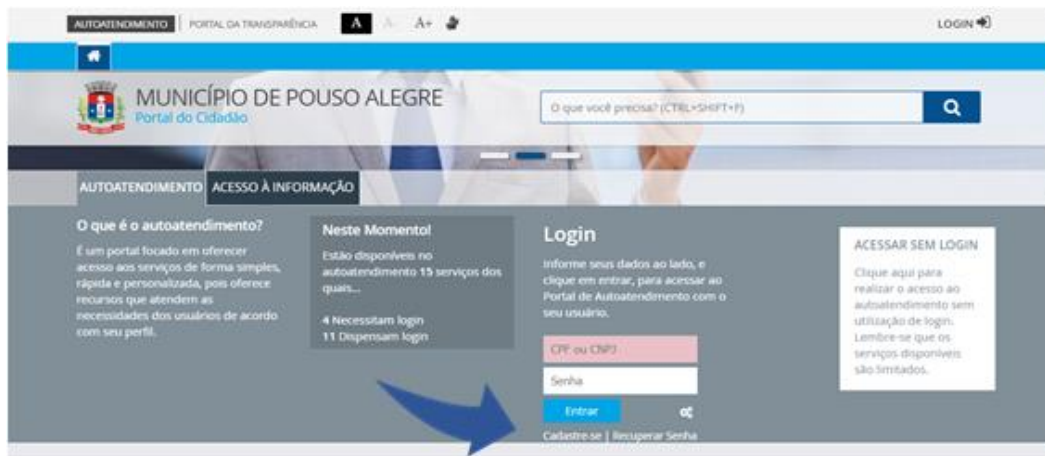 AUTOATENDIMENTO | PORTAL DA TRANSPARÊNCIA A A- A+ LOGIN
MUNICÍPIO DE POUSO ALEGRE
Portal do Cidadão
O que você precisa? (CTRL+SHIFT+F)
AUTOATENDIMENTO ACESSO À INFORMAÇÃO
O que é o autoatendimento?
É um portal focado em oferecer
acesso aos serviços de forma simples,
rápida e personalizada, pois oferece
recursos que atendem as
necessidades dos usuários de acordo
com seu perfil.
Neste Momento!
Estão disponíveis no
autoatendimento 15 serviços dos
quais...
4 Necessitam login
11 Dispensam login
Login
Informe seus dados ao lado, e
clique em entrar, para acessar ao
Portal de Autoatendimento com o
seu usuário.
CPF ou CNPJ
Senha
Entrar
Cadastre-se | Recuperar Senha
ACESSAR SEM LOGIN
Clique aqui para
realizar o acesso ao
autoatendimento sem
utilização de login.
Lembre-se que os
serviços disponíveis
são limitados.